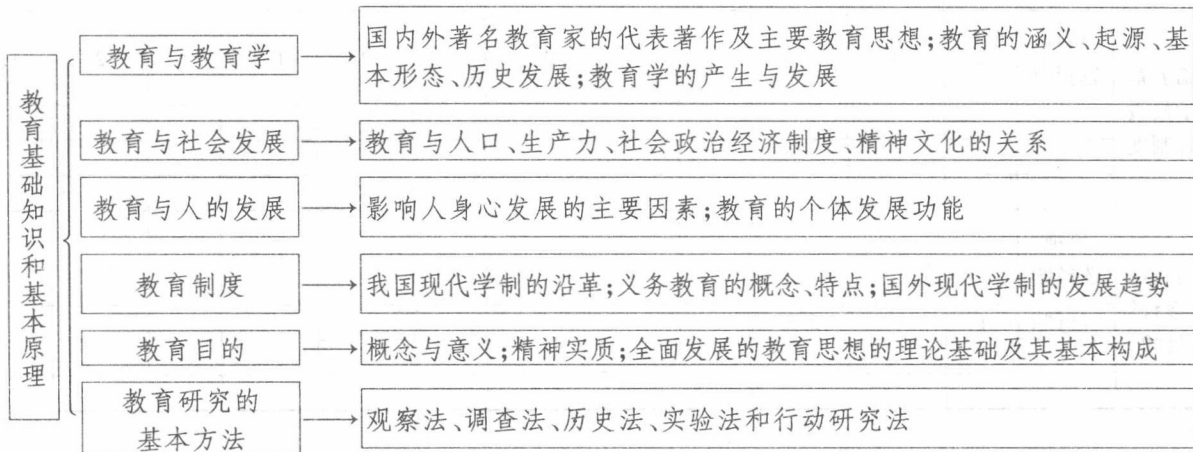 教育基础知识和基本原理
教育与教育学
国内外著名教育家的代表著作及主要教育思想;教育的涵义、起源、基
本形态、历史发展;教育学的产生与发展
教育与社会发展
教育与人口、生产力、社会政治经济制度、精神文化的关系
教育与人的发展
影响人身心发展的主要因素;教育的个体发展功能
教育制度
我国现代学制的沿革;义务教育的概念、特点;国外现代学制的发展趋势
教育目的
概念与意义;精神实质;全面发展的教育思想的理论基础及其基本构成
教育研究的
基本方法
观察法、调查法、历史法、实验法和行动研究法